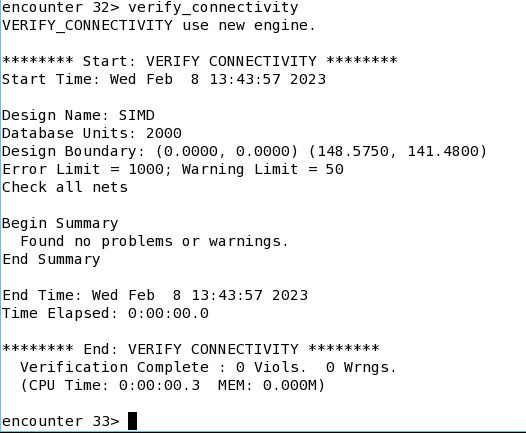 encounter 32> verify_connectivity
VERIFY_CONNECTIVITY use new engine.
******** Start: VERIFY CONNECTIVITY ********
Start Time: Wed Feb  8 13:43:57 2023
Design Name: SIMD
Database Units: 2000
Design Boundary: (0.0000, 0.0000) (148.5750, 141.4800)
Error Limit = 1000; Warning Limit = 50
Check all nets
Begin Summary
  Found no problems or warnings.
End Summary
End Time: Wed Feb  8 13:43:57 2023
Time Elapsed: 0:00:00.0
******** End: VERIFY CONNECTIVITY ********
  Verification Complete : 0 Viols.  0 Wrngs.
  (CPU Time: 0:00:00.3  MEM: 0.000M)
encounter 33>